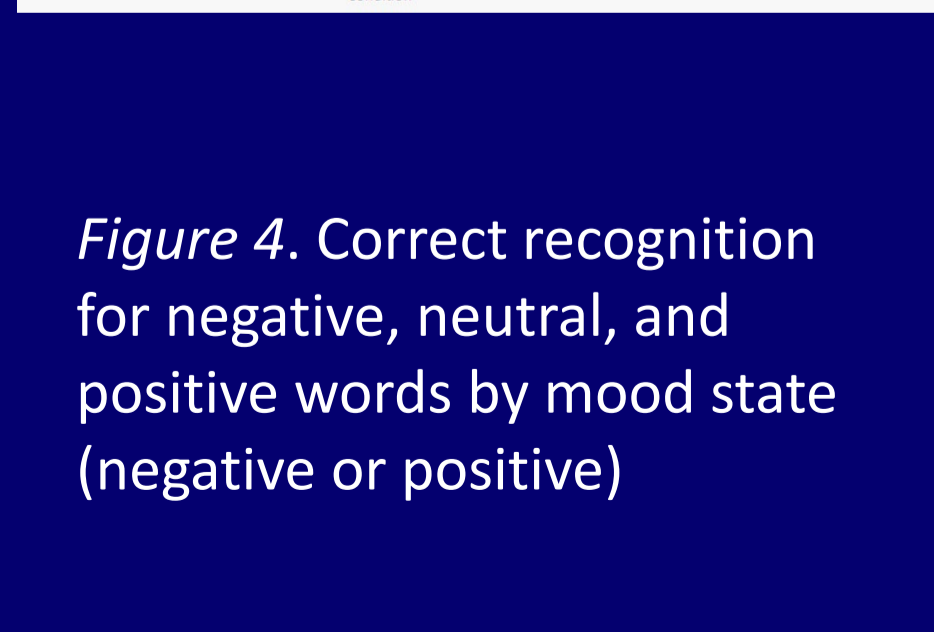 Figure 4. Correct recognition
for negative, neutral, and
positive words by mood state
(negative or positive)